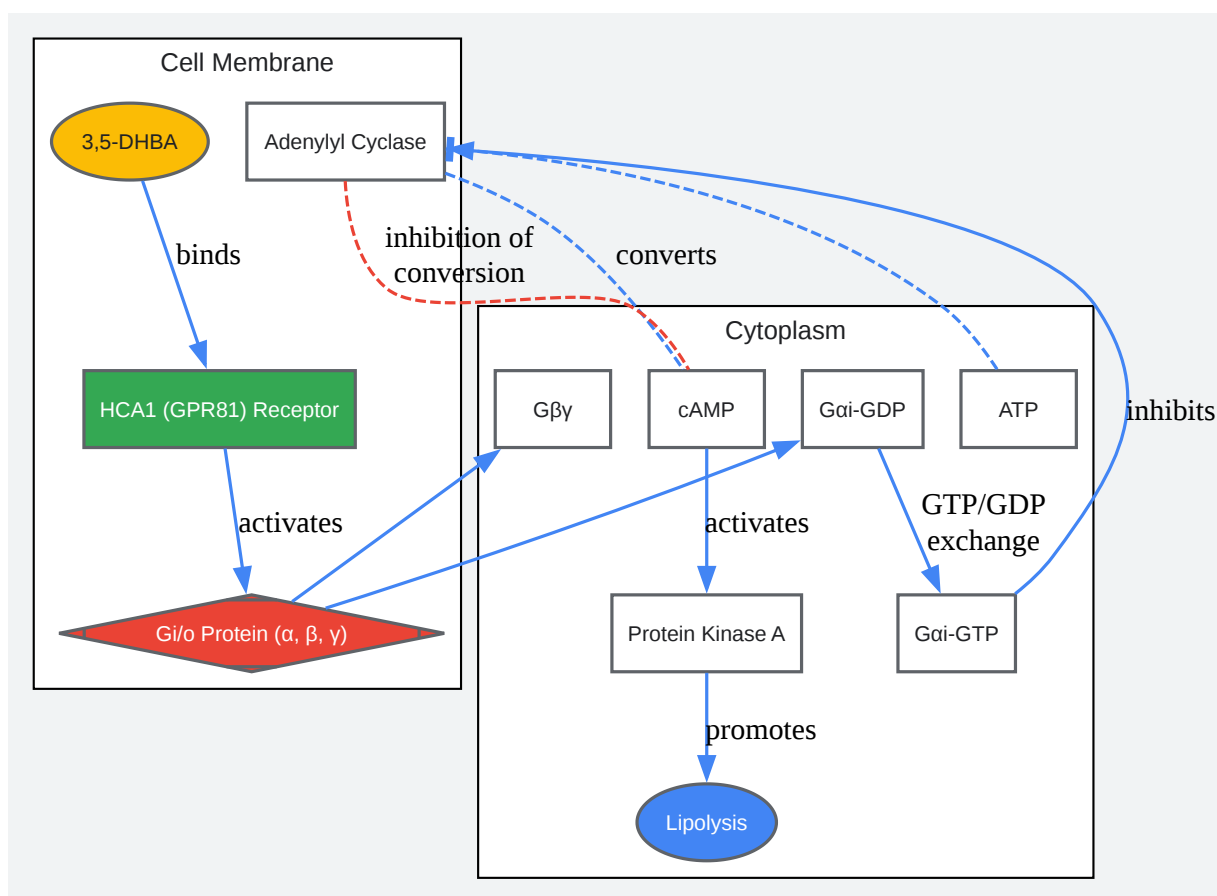 Cell Membrane
3,5-DHBA
Adenylyl Cyclase
binds
inhibition of
conversion
converts
Cytoplasm
HCA1 (GPR81) Receptor
Gβγ
cAMP
Gαi-GDP
ATP
inhibits
activates
activates
GTP/GDP
exchange
Gi/o Protein (α, β, γ)
Protein Kinase A
Gαi-GTP
promotes
Lipolysis